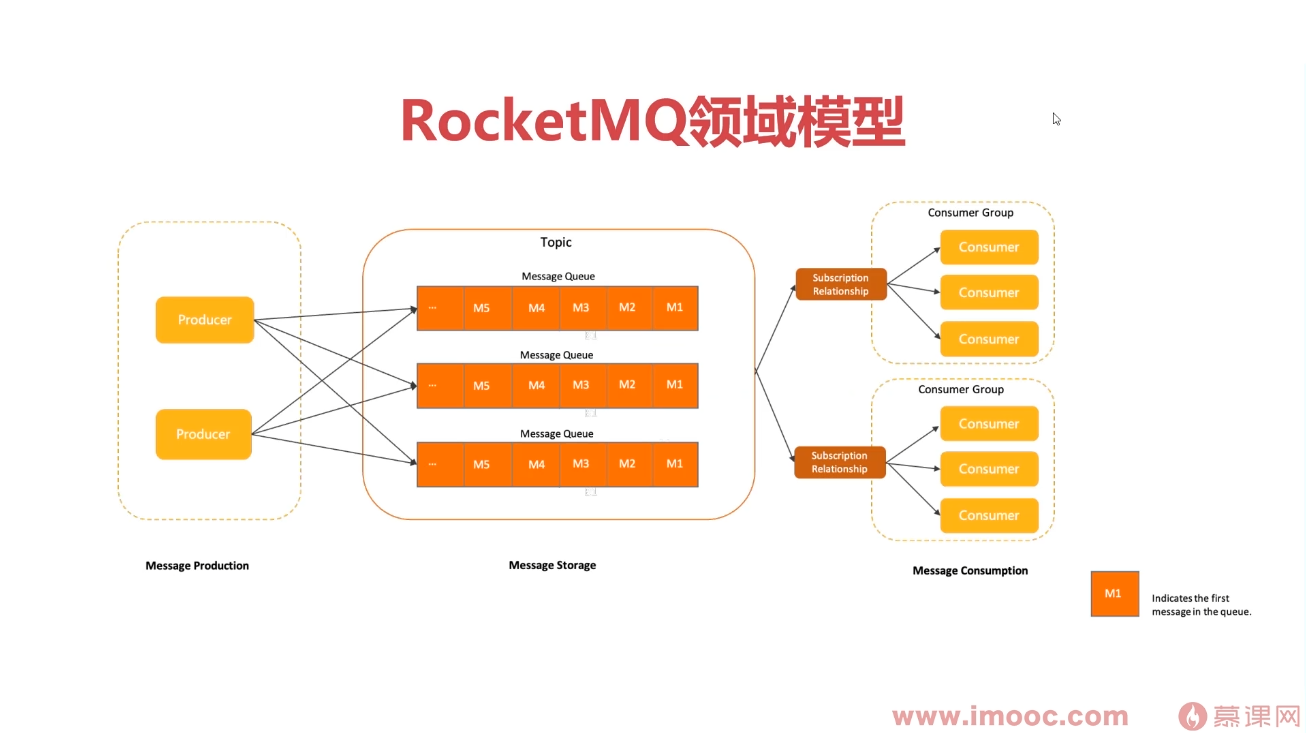 RocketMQ领域模型
Producer
Producer
Message Production
Topic
Message Queue
... M5 M4 M3 M2 M1
Message Queue
... M5 M4 M3 M2 M1
Message Queue
... M5 M4 M3 M2 M1
Message Storage
Subscription
Relationship
Subscription
Relationship
Consumer Group
Consumer
Consumer
Consumer
Consumer Group
Consumer
Consumer
Consumer
Message Consumption
M1
Indicates the first
message in the queue.
www.imooc.com
慕课网